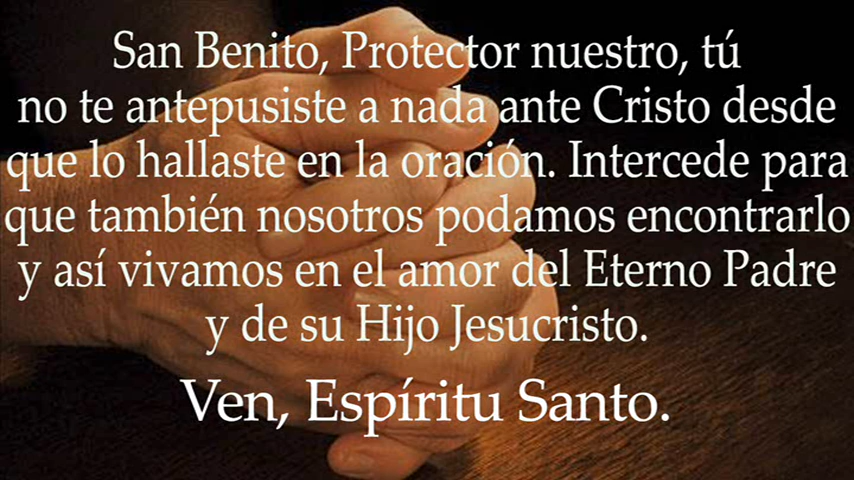 San Benito, Protector nuestro, tú
no te antepusiste a nada ante Cristo desde
que lo hallaste en la oración. Intercede para
que también nosotros podamos encontrarlo
y así vivamos en el amor del Eterno Padre
y de su Hijo Jesucristo.
Ven, Espíritu Santo.